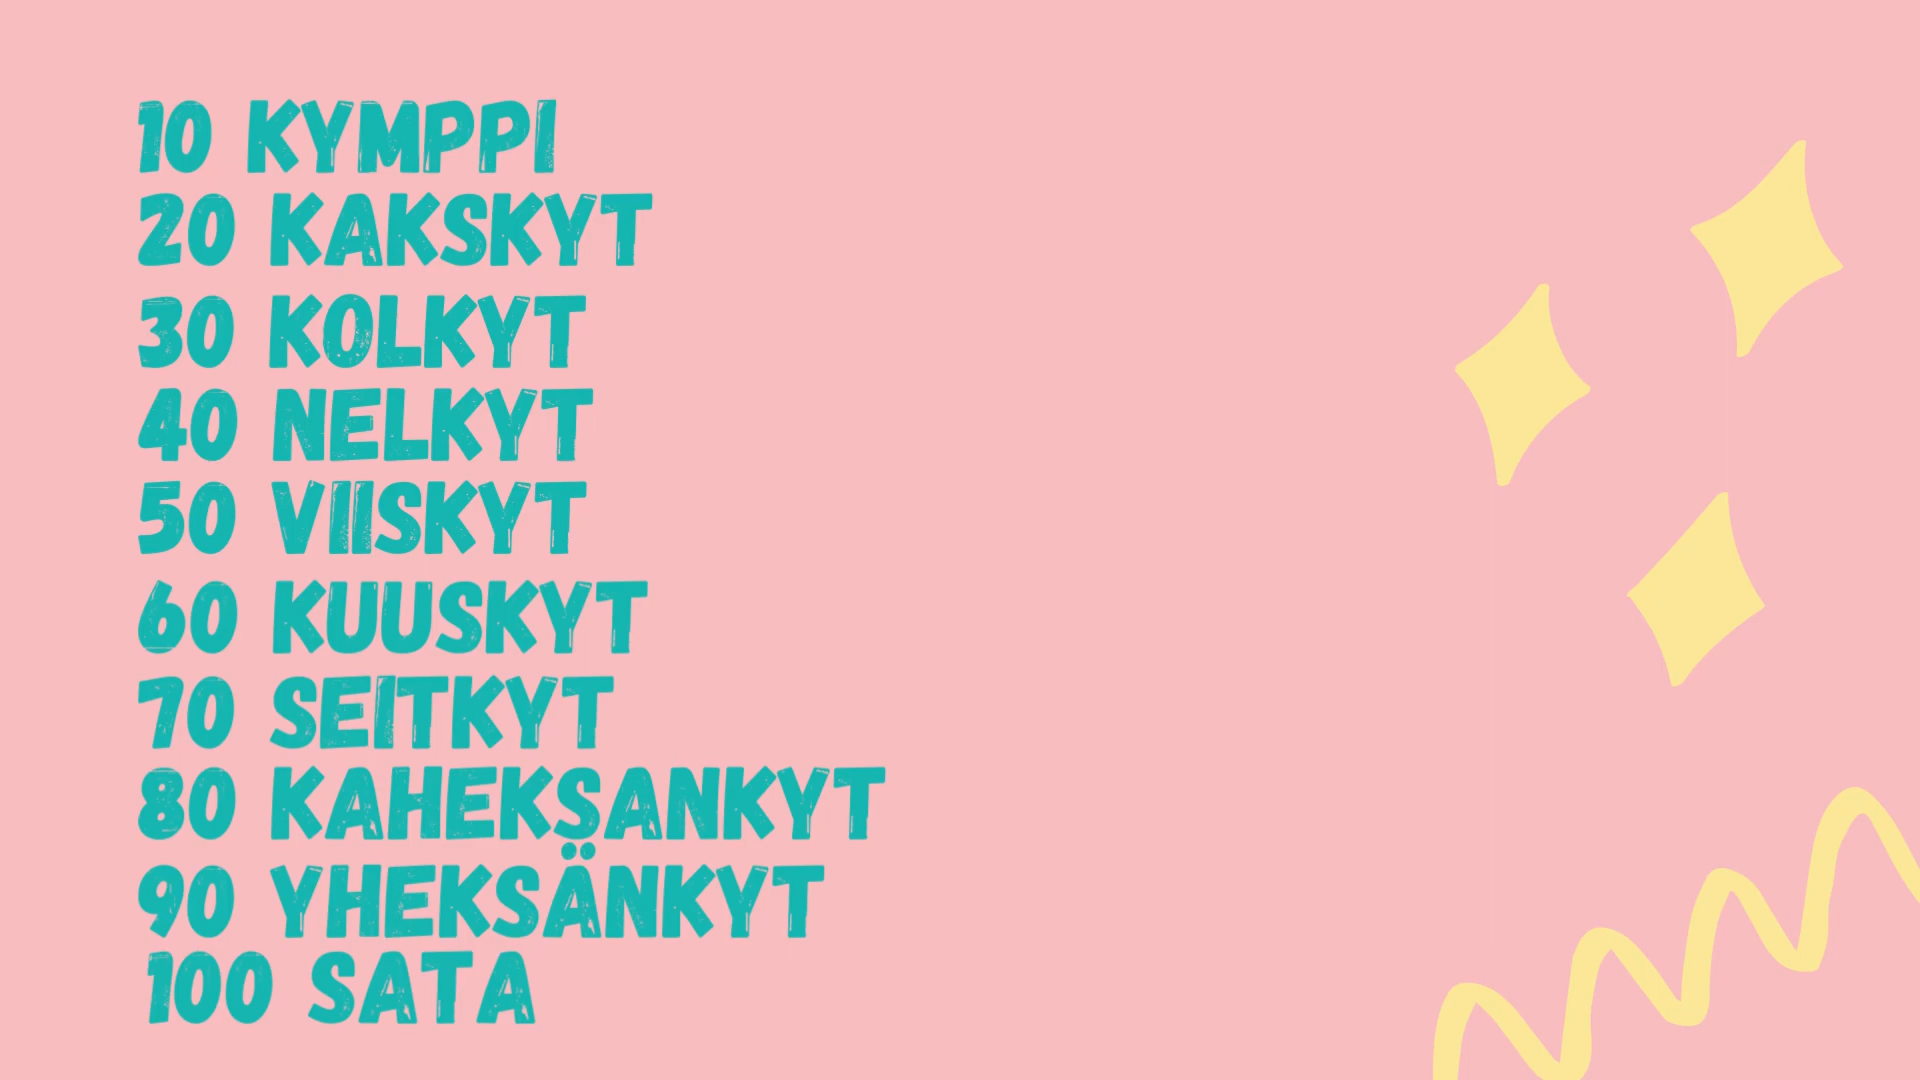 10 KYMPPI
20 KAKSKYT
30 KOLKYT
40 NELKYT
50 VIISKYT
60 KUUSKYT
70 SEITKYT
80 KAHEKSANKYT
90 YHEKSÄNKYT
100 SATA